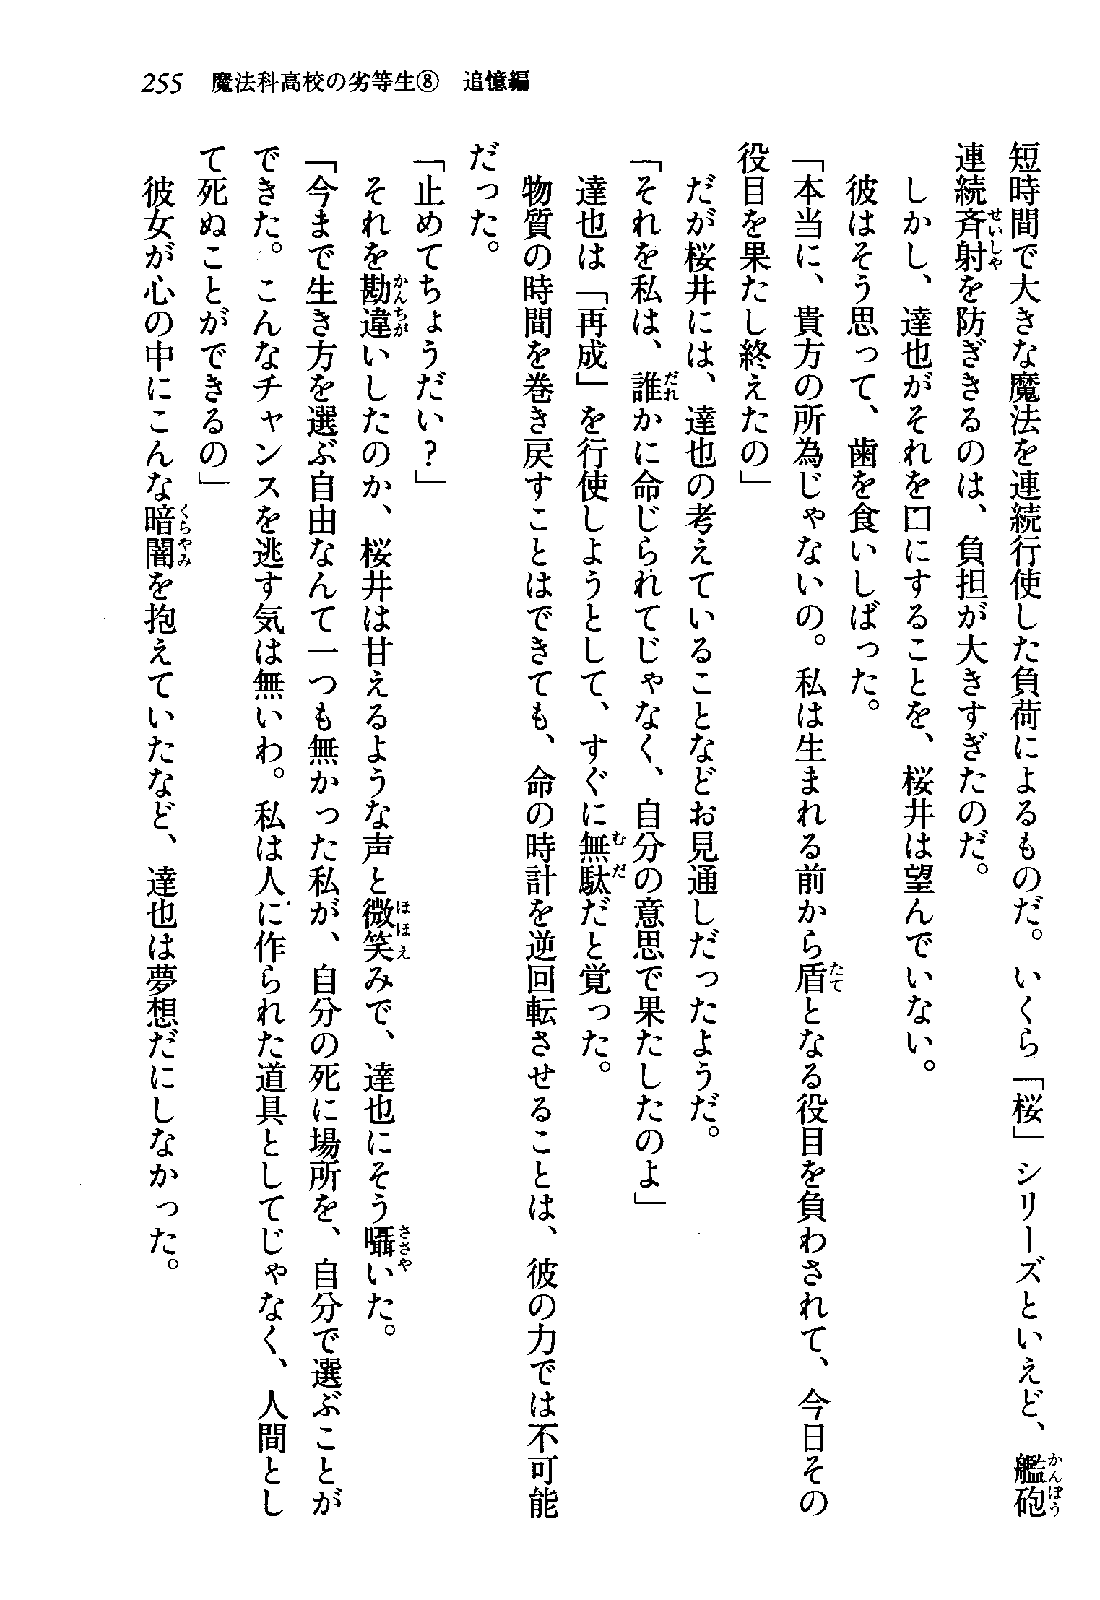 255　魔法科高校の劣等生⑧　追憶編
短時間で大きな魔法を連続行使した負荷によるものだ。いくら「桜」シリーズといえど、艦砲
連続斉射を防ぎきるのは、負担が大きすぎたのだ。
　しかし、達也がそれを口にすることを、桜井は望んでいない。
　彼はそう思って、歯を食いしばった。
「本当に、貴方の所為じゃないの。私は生まれる前から盾となる役目を負わされて、今日その
役目を果たし終えたの」
　だが桜井には、達也の考えていることなどお見通しだったようだ。
「それを私は、誰かに命じられてじゃなく、自分の意思で果たしたのよ」
　達也は「再成」を行使しようとして、すぐに無駄だと覚った。
　物質の時間を巻き戻すことはできても、命の時計を逆回転させることは、彼の力では不可能
だった。
「止めてちょうだい？」
　それを勘違いしたのか、桜井は甘えるような声と微笑みで、達也にそう囁いた。
「今まで生き方を選ぶ自由なんて一つも無かった私が、自分の死に場所を、自分で選ぶことが
できた。こんなチャンスを逃す気は無いわ。私は人に作られた道具としてじゃなく、人間とし
て死ぬことができるの」
　彼女が心の中にこんな暗闇を抱えていたなど、達也は夢想だにしなかった。